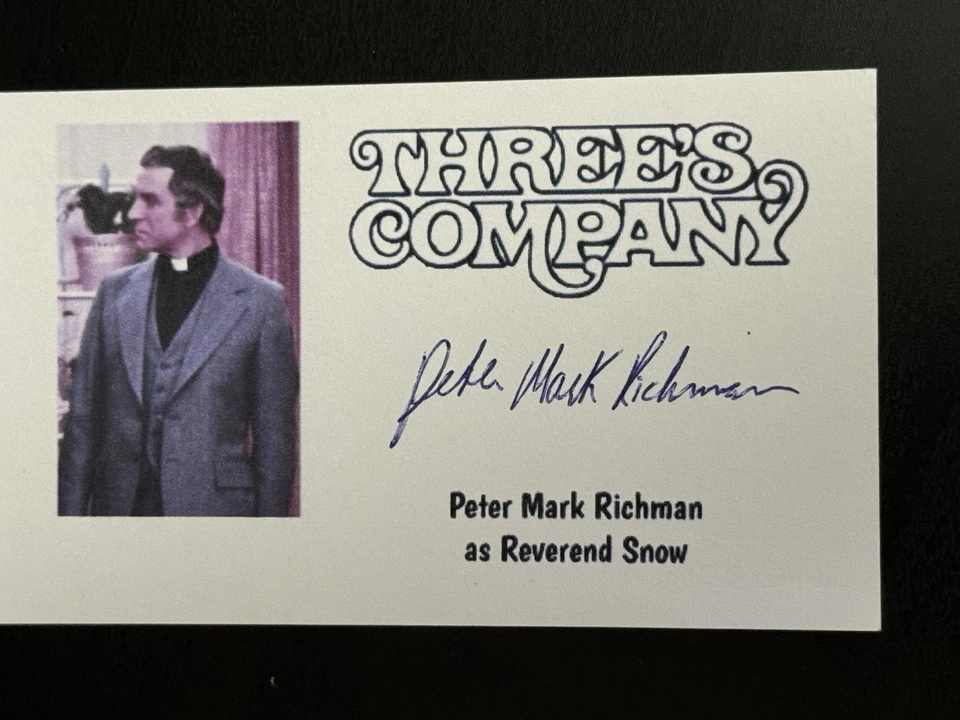 THREE'S
COMPANY
Peter Mark Richman
Peter Mark Richman
as Reverend Snow